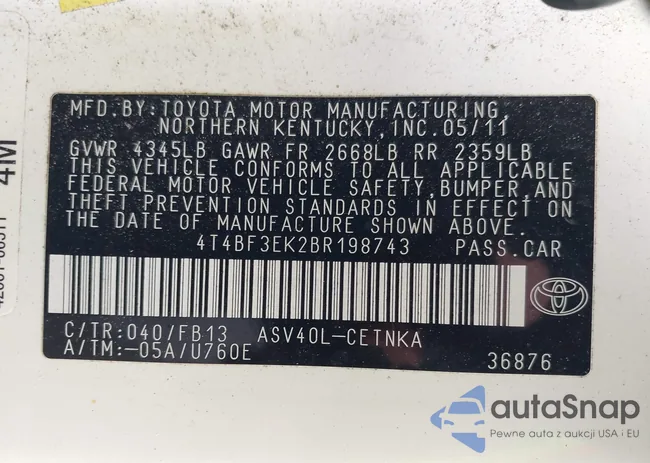 MFD.BY:TOYOTA MOTOR MANUFACTURING,
NORTHERN KENTUCKY,INC.05/11
GVWR 4345LB GAWR FR 2668LB RR 2359LB
THIS VEHICLE CONFORMS TO ALL APPLICABLE
FEDERAL MOTOR VEHICLE SAFETY,BUMPER,AND
THEFT PREVENTION STANDARDS IN EFFECT ON
THE DATE OF MANUFACTURE SHOWN ABOVE.
4T4BF3EK2BR198743 PASS.CAR
C/TR:040/FB13 ASV40L-CETNKA
A/TM:-05A/U760E 36876
4M
autaSnap
Pewne auta z aukcji USA i EU